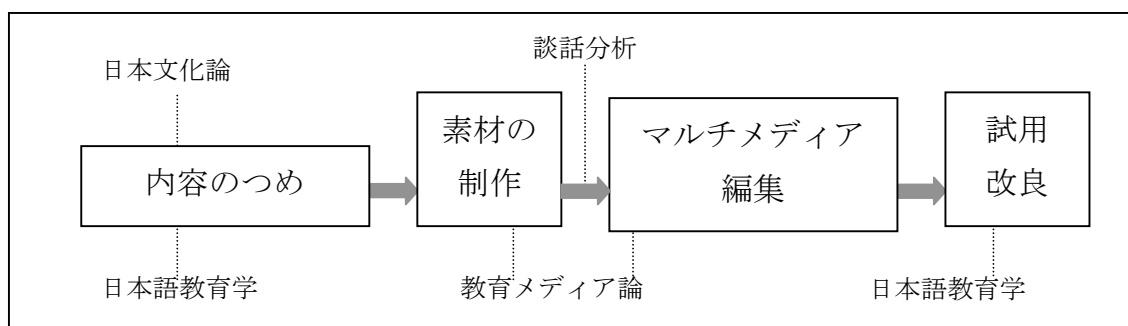 談話分析
日本文化論
内容のつめ
素材の
制作
マルチメディア
編集
試用
改良
日本語教育学
教育メディア論
日本語教育学